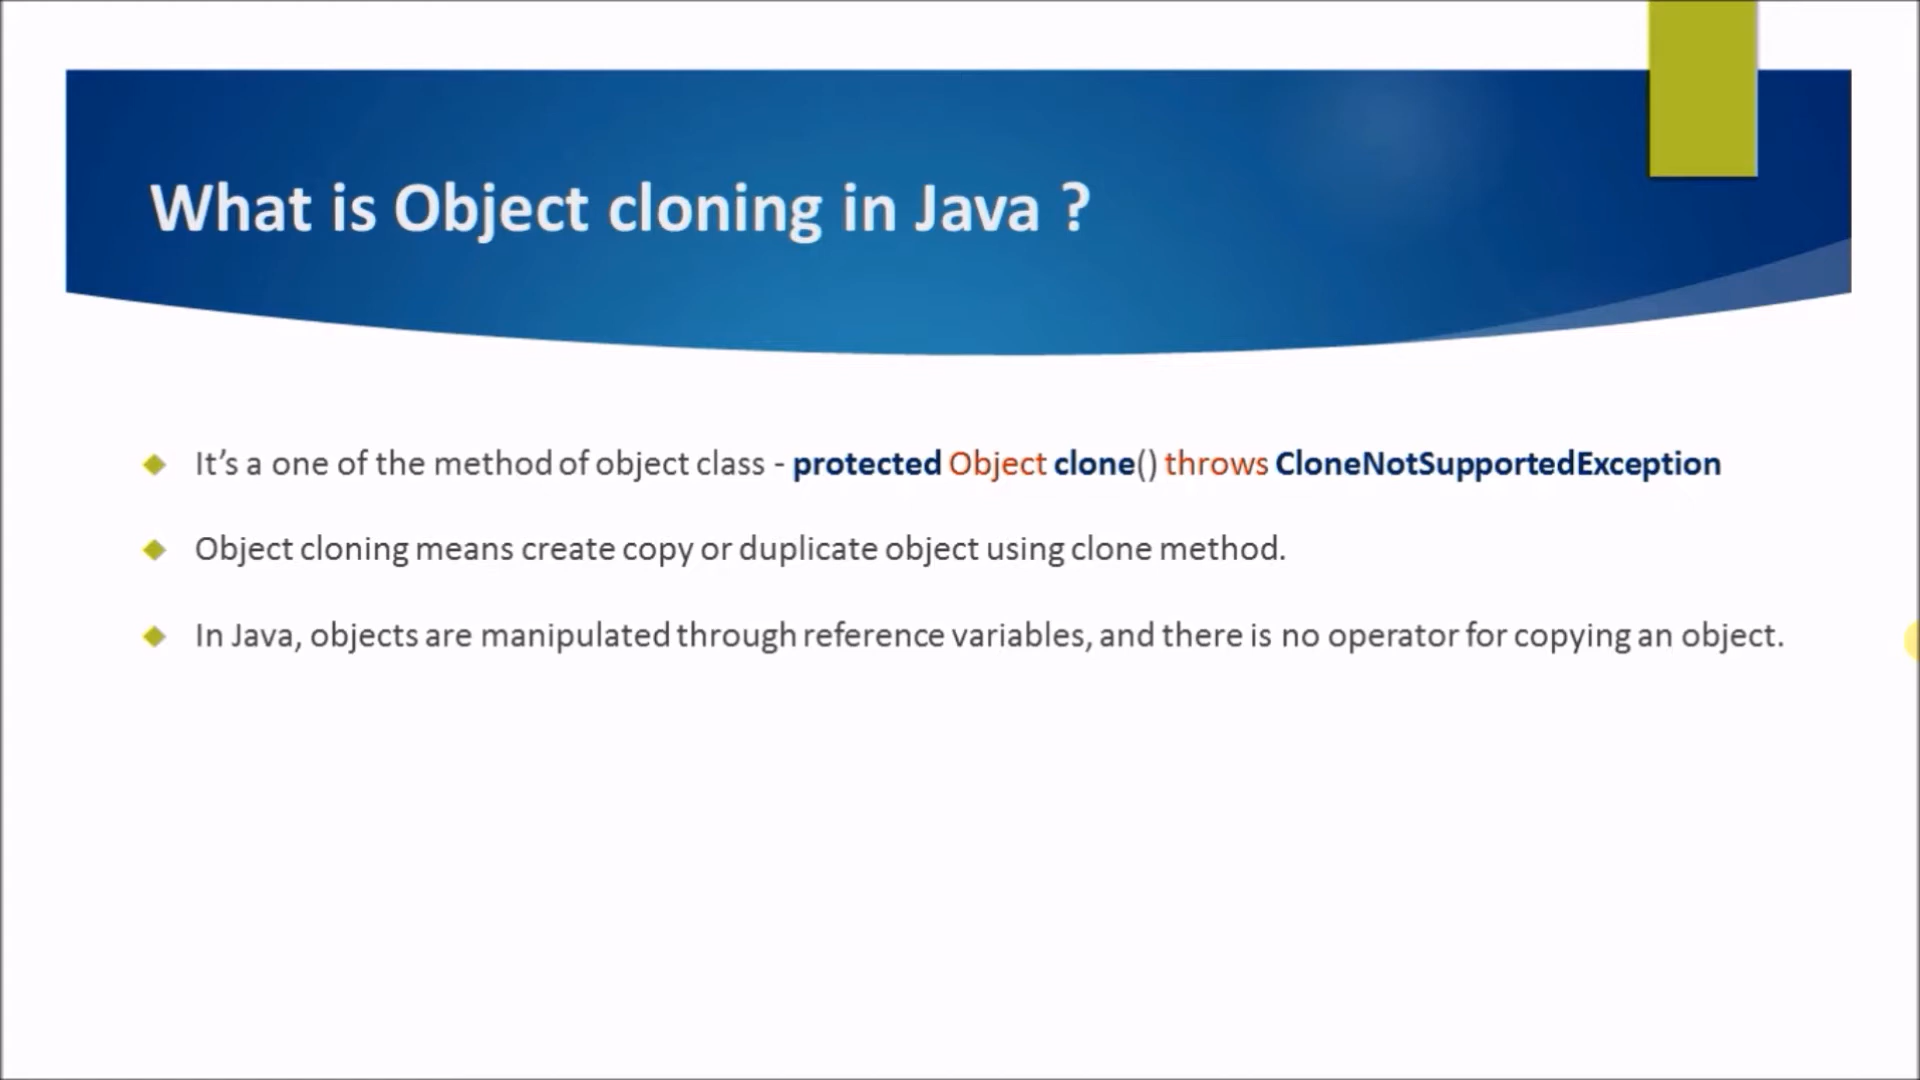 What is Object cloning in Java ?
It’s a one of the method of object class - protected Object clone() throws CloneNotSupportedException
Object cloning means create copy or duplicate object using clone method.
In Java, objects are manipulated through reference variables, and there is no operator for copying an object.